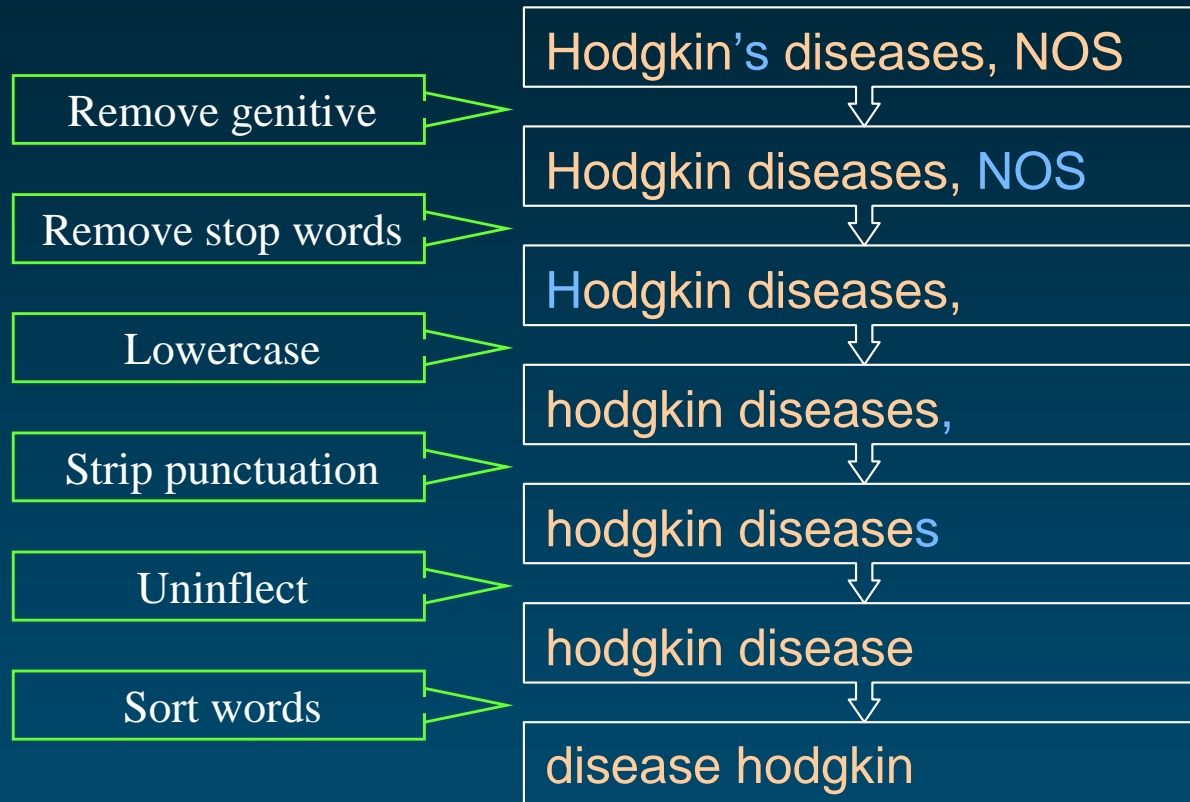 Hodgkin’s diseases, NOS
Remove genitive
Hodgkin diseases, NOS
Remove stop words
Hodgkin diseases,
Lowercase
hodgkin diseases,
Strip punctuation
hodgkin diseases
Uninflect
hodgkin disease
Sort words
disease hodgkin